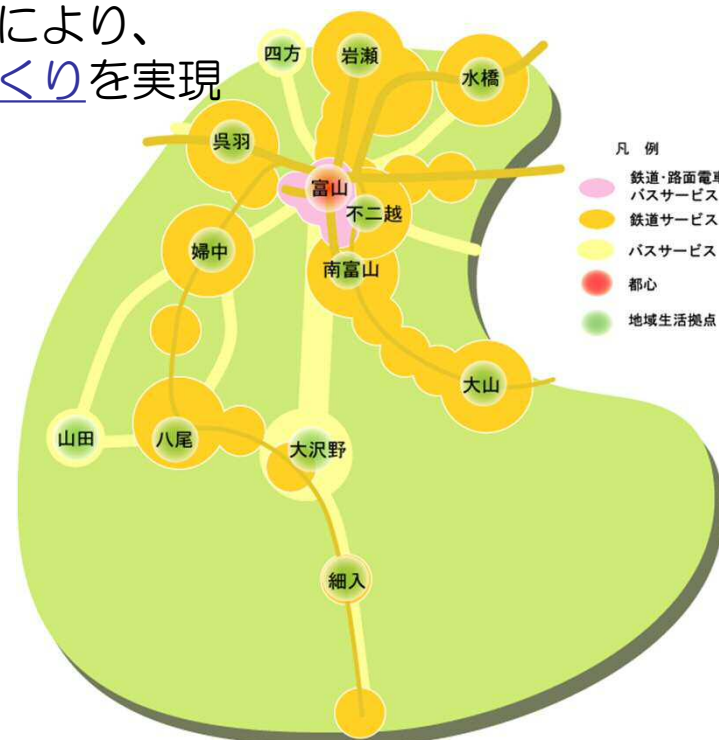 により、
くりを実現
四方
岩瀬
水橋
呉羽
凡 例
富山
鉄道・路面電車
バスサービス
不二越
鉄道サービス
婦中
バスサービス
南富山
都心
地域生活拠点
大山
山田
八尾
大沢野
細入